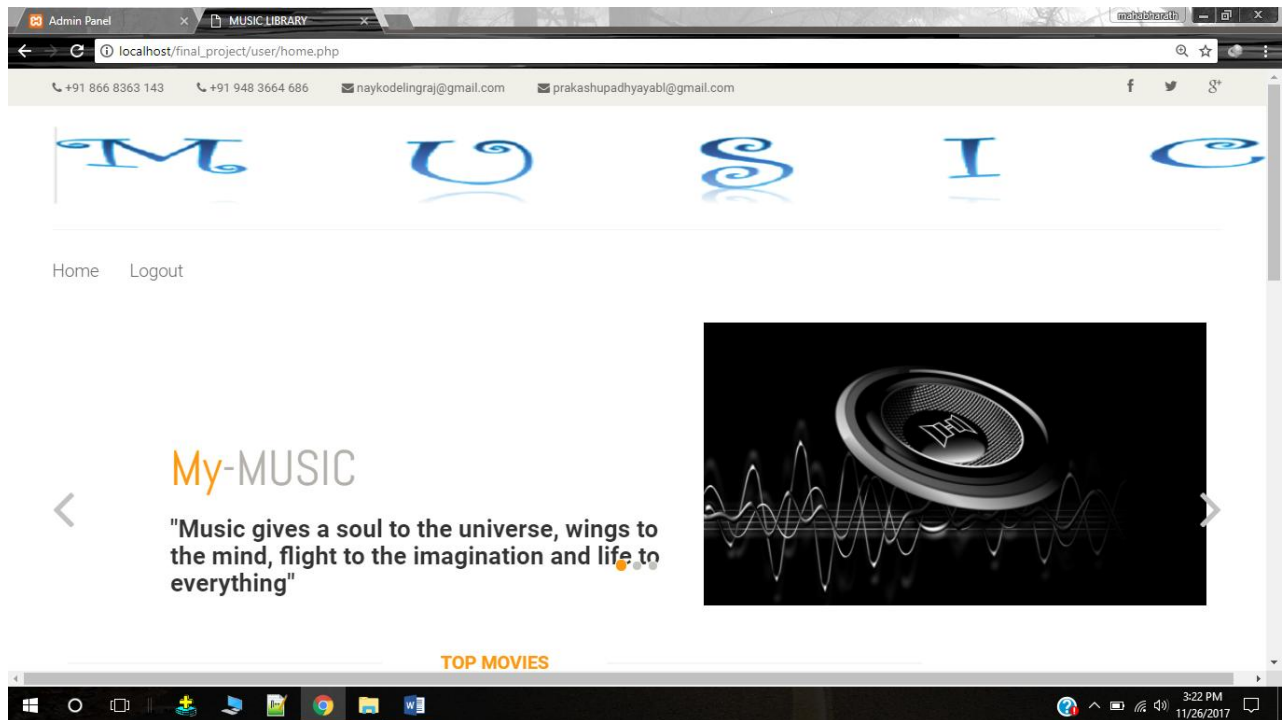 Admin Panel MUSIC LIBRARY mahabharath
localhost/final_project/user/home.php
+91 866 8363 143 +91 948 3664 686 naykodelingraj@gmail.com prakashupadhyayabl@gmail.com
MUSIC
Home Logout
My-MUSIC
"Music gives a soul to the universe, wings to
the mind, flight to the imagination and life to
everything"
TOP MOVIES
3:22 PM
11/26/2017